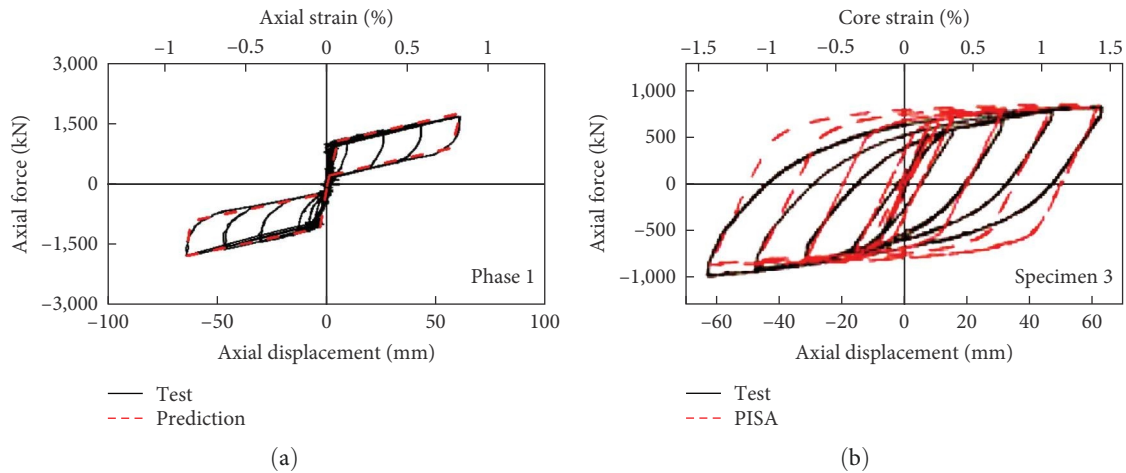 Axial strain (%)
−1 −0.5 0 0.5 1
3,000
1,500
0
−1,500
−3,000
Axial force (kN)
Phase 1
−100 −50 0 50 100
Axial displacement (mm)
Test
Prediction
(a)
Core strain (%)
−1.5 −1 −0.5 0 0.5 1 1.5
1,000
500
0
−500
−1,000
Axial force (kN)
Specimen 3
−60 −40 −20 0 20 40 60
Axial displacement (mm)
Test
PISA
(b)